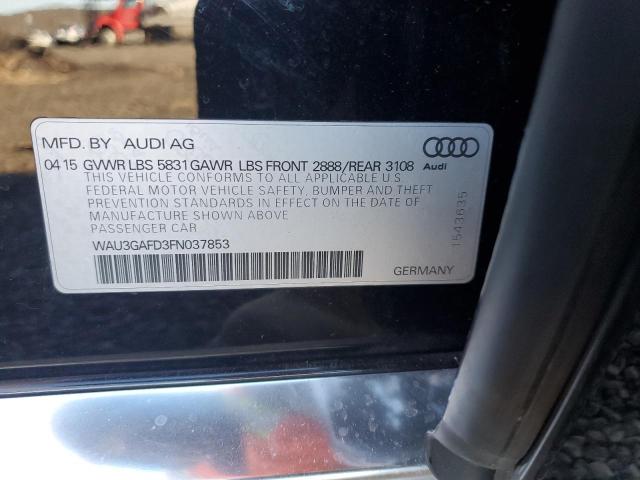 MFD. BY AUDI AG
04 15 GVWR LBS 5831 GAWR LBS FRONT 2888/REAR 3108
Audi
THIS VEHICLE CONFORMS TO ALL APPLICABLE U S
FEDERAL MOTOR VEHICLE SAFETY, BUMPER AND THEFT
PREVENTION STANDARDS IN EFFECT ON THE DATE OF
MANUFACTURE SHOWN ABOVE
PASSENGER CAR
WAU3GAFD3FN037853
GERMANY
1543635